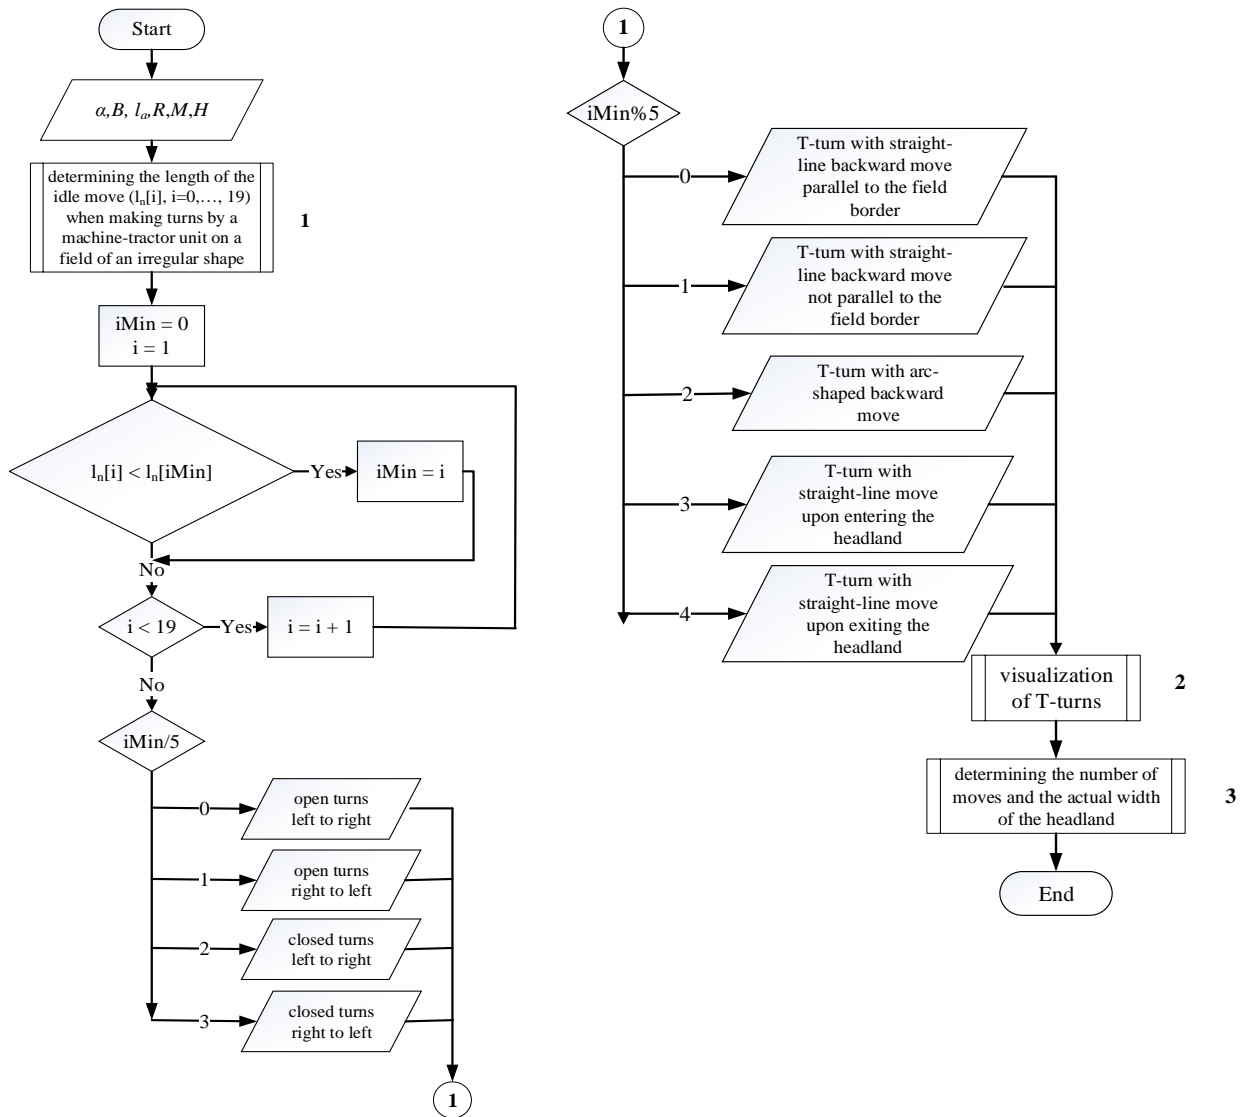 Start
α,B, lₐ,R,M,H
determining the length of the
idle move (lₙ[i], i=0,…, 19)
when making turns by a
machine-tractor unit on a
field of an irregular shape
1
iMin = 0
i = 1
lₙ[i] < lₙ[iMin]
Yes
iMin = i
No
i < 19
Yes
i = i + 1
No
iMin/5
0
open turns
left to right
1
open turns
right to left
2
closed turns
left to right
3
closed turns
right to left
1
1
iMin%5
0
T-turn with straight-
line backward move
parallel to the field
border
1
T-turn with straight-
line backward move
not parallel to the
field border
2
T-turn with arc-
shaped backward
move
3
T-turn with
straight-line move
upon entering the
headland
4
T-turn with
straight-line move
upon exiting the
headland
visualization
of T-turns
2
determining the number of
moves and the actual width
of the headland
3
End